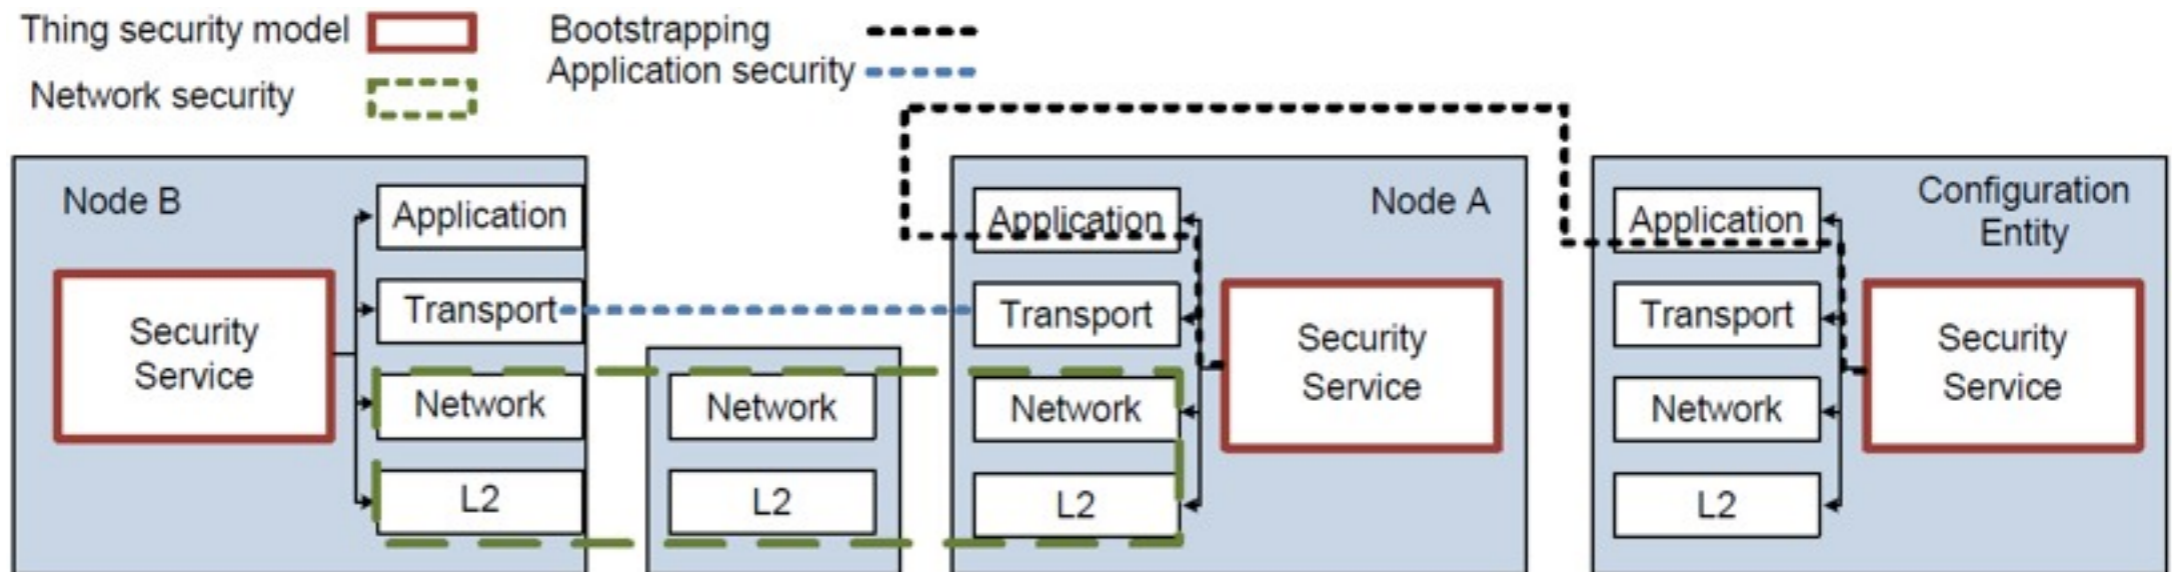 Thing security model
Network security
Bootstrapping
Application security
Node B
Security
Service
Application
Transport
Network
L2
Network
L2
Application
Transport
Network
L2
Node A
Security
Service
Application
Transport
Network
L2
Configuration
Entity
Security
Service